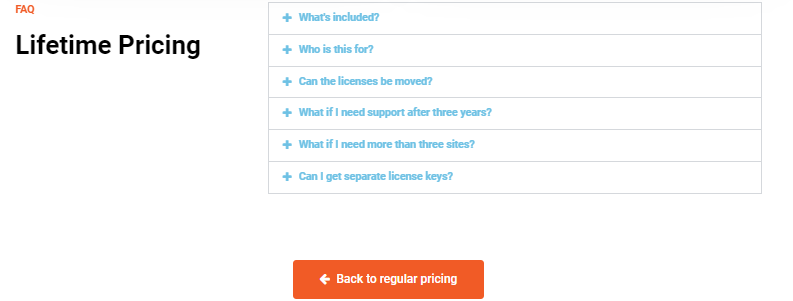 FAQ
Lifetime Pricing
What's included?
Who is this for?
Can the licenses be moved?
What if I need support after three years?
What if I need more than three sites?
Can I get separate license keys?
Back to regular pricing